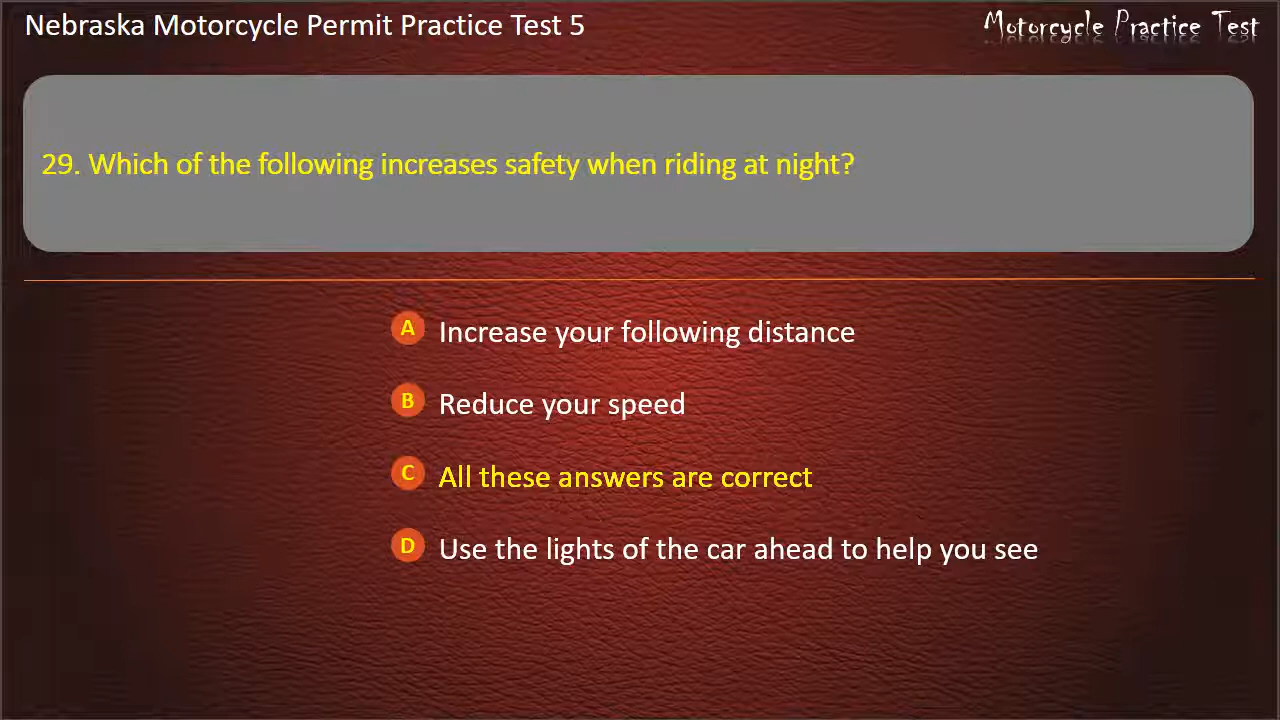 Nebraska Motorcycle Permit Practice Test 5
Motorcycle Practice Test
29. Which of the following increases safety when riding at night?
A Increase your following distance
B Reduce your speed
C All these answers are correct
D Use the lights of the car ahead to help you see